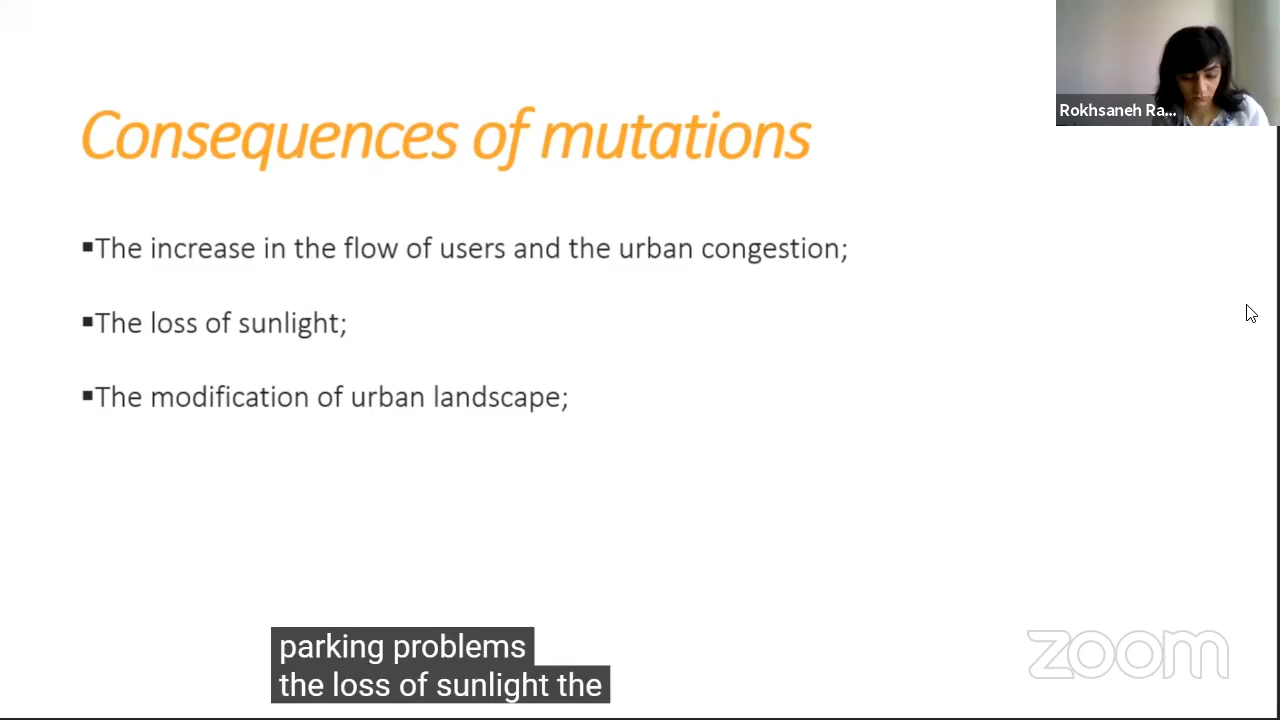 Rokhsaneh Ra...
Consequences of mutations
▪The increase in the flow of users and the urban congestion;
▪The loss of sunlight;
▪The modification of urban landscape;
parking problems
the loss of sunlight the
zoom